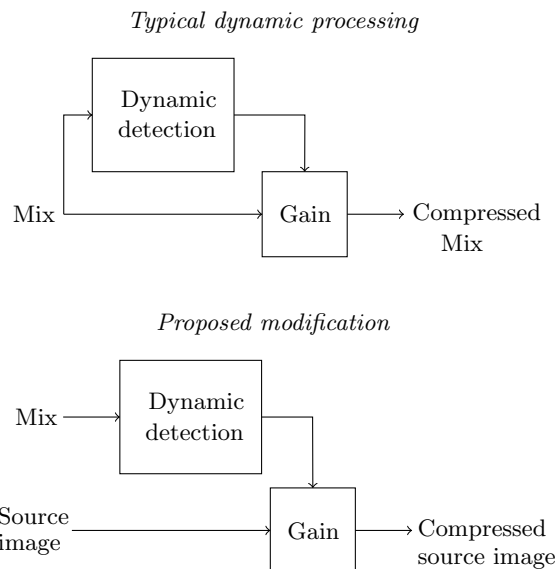 Typical dynamic processing
Dynamic
detection
Mix
Gain
Compressed
Mix
Proposed modification
Mix
Dynamic
detection
Source
image
Gain
Compressed
source image